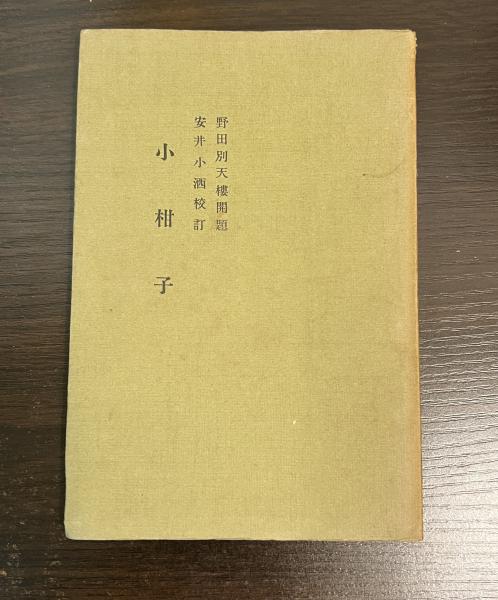 野田別天樓開題
安井小洒校訂
小柑子